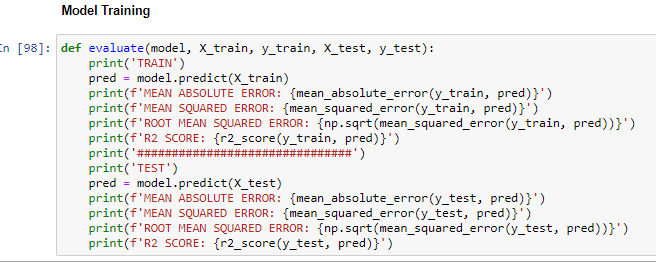 Model Training
In [98]: def evaluate(model, X_train, y_train, X_test, y_test):
    print('TRAIN')
    pred = model.predict(X_train)
    print(f'MEAN ABSOLUTE ERROR: {mean_absolute_error(y_train, pred)}')
    print(f'MEAN SQUARED ERROR: {mean_squared_error(y_train, pred)}')
    print(f'ROOT MEAN SQUARED ERROR: {np.sqrt(mean_squared_error(y_train, pred))}')
    print(f'R2 SCORE: {r2_score(y_train, pred)}')
    print('###############################')
    print('TEST')
    pred = model.predict(X_test)
    print(f'MEAN ABSOLUTE ERROR: {mean_absolute_error(y_test, pred)}')
    print(f'MEAN SQUARED ERROR: {mean_squared_error(y_test, pred)}')
    print(f'ROOT MEAN SQUARED ERROR: {np.sqrt(mean_squared_error(y_test, pred))}')
    print(f'R2 SCORE: {r2_score(y_test, pred)}')